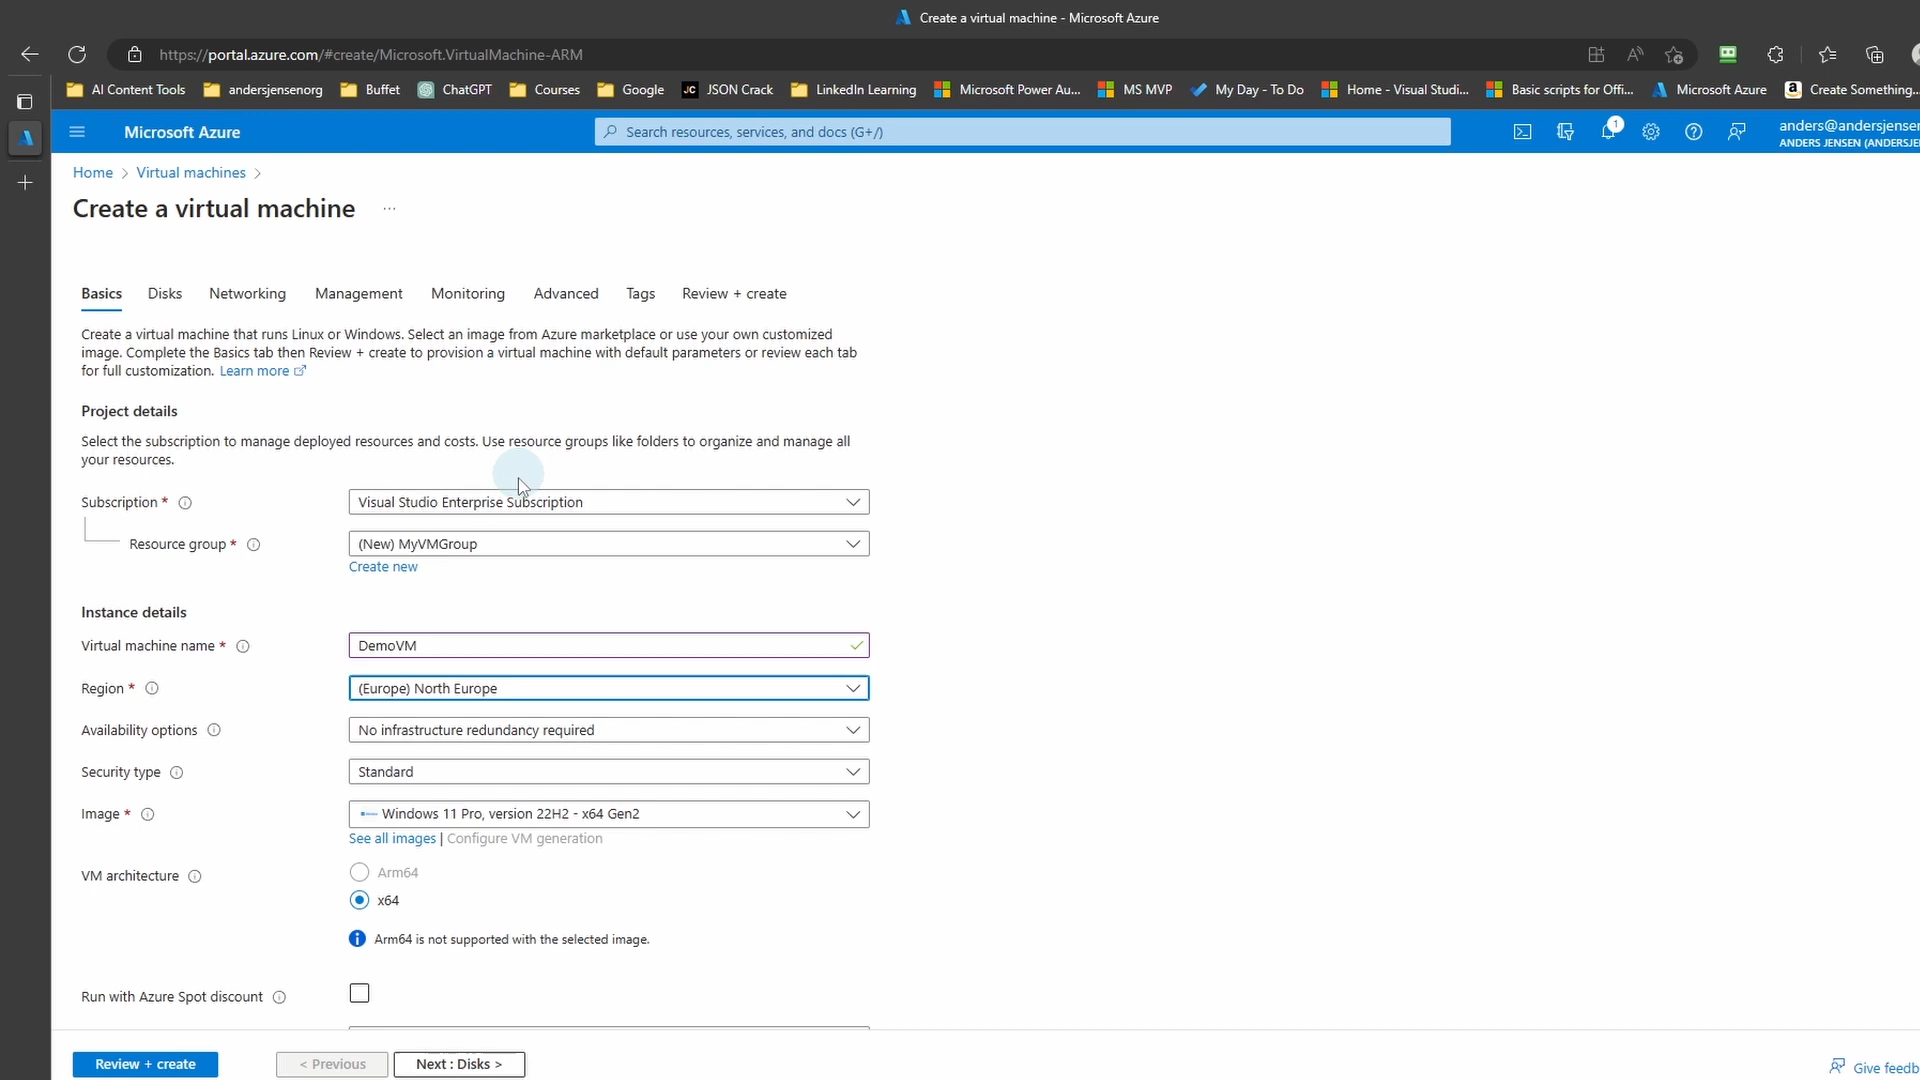 Create a virtual machine - Microsoft Azure
https://portal.azure.com/#create/Microsoft.VirtualMachine-ARM
AI Content Tools andersjensenorg Buffet ChatGPT Courses Google JC JSON Crack LinkedIn Learning Microsoft Power Au... MS MVP My Day - To Do Home - Visual Studi... Basic scripts for Offi... Microsoft Azure Create Something...
Microsoft Azure Search resources, services, and docs (G+/) 1 anders@andersjensen
ANDERS JENSEN (ANDERSJE
Home > Virtual machines >
Create a virtual machine ...
Basics Disks Networking Management Monitoring Advanced Tags Review + create
Create a virtual machine that runs Linux or Windows. Select an image from Azure marketplace or use your own customized
image. Complete the Basics tab then Review + create to provision a virtual machine with default parameters or review each tab
for full customization. Learn more
Project details
Select the subscription to manage deployed resources and costs. Use resource groups like folders to organize and manage all
your resources.
Subscription * Visual Studio Enterprise Subscription
Resource group * (New) MyVMGroup
Create new
Instance details
Virtual machine name * DemoVM
Region * (Europe) North Europe
Availability options No infrastructure redundancy required
Security type Standard
Image * Windows 11 Pro, version 22H2 - x64 Gen2
See all images | Configure VM generation
VM architecture Arm64
x64
Arm64 is not supported with the selected image.
Run with Azure Spot discount
Review + create < Previous Next : Disks > Give feedb